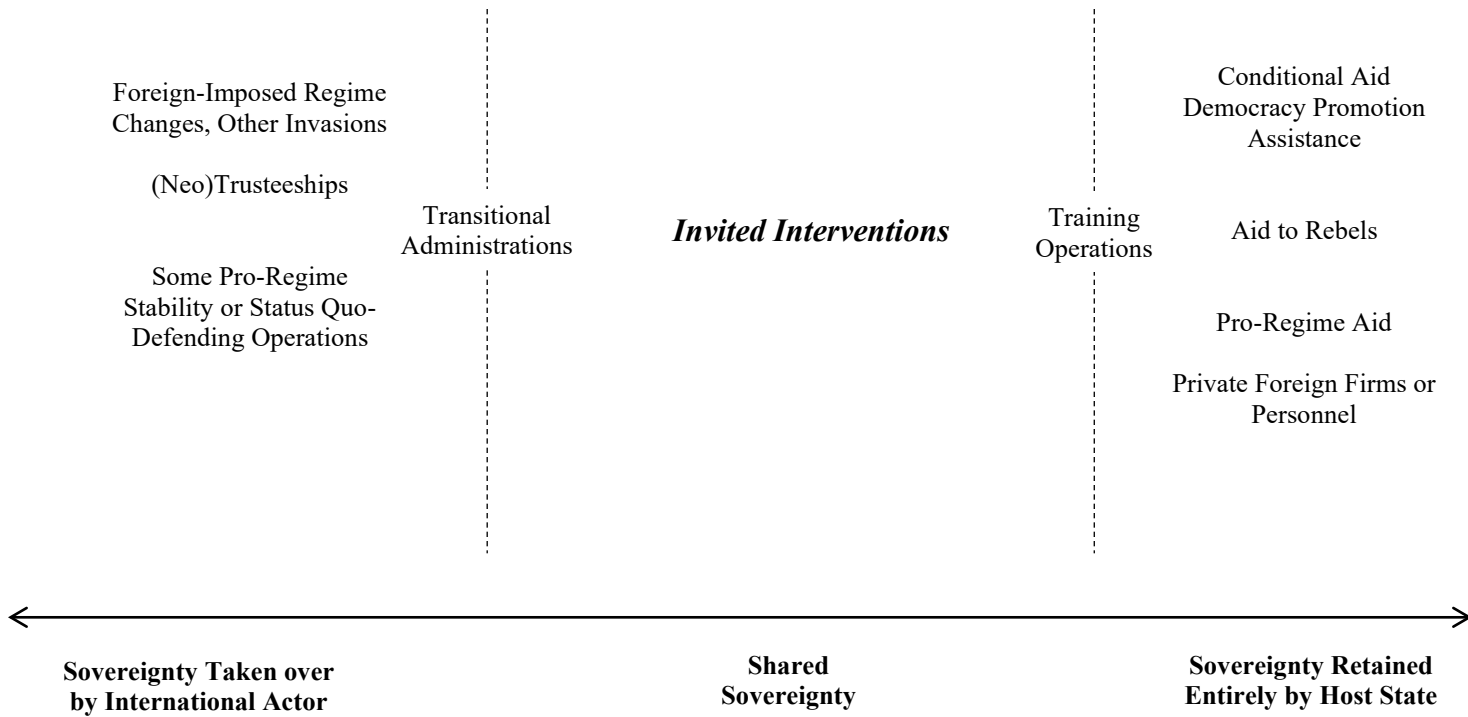 Foreign-Imposed Regime
Changes, Other Invasions
(Neo)Trusteeships
Some Pro-Regime
Stability or Status Quo-
Defending Operations
Transitional
Administrations
Invited Interventions
Training
Operations
Conditional Aid
Democracy Promotion
Assistance
Aid to Rebels
Pro-Regime Aid
Private Foreign Firms or
Personnel
Sovereignty Taken over
by International Actor
Shared
Sovereignty
Sovereignty Retained
Entirely by Host State